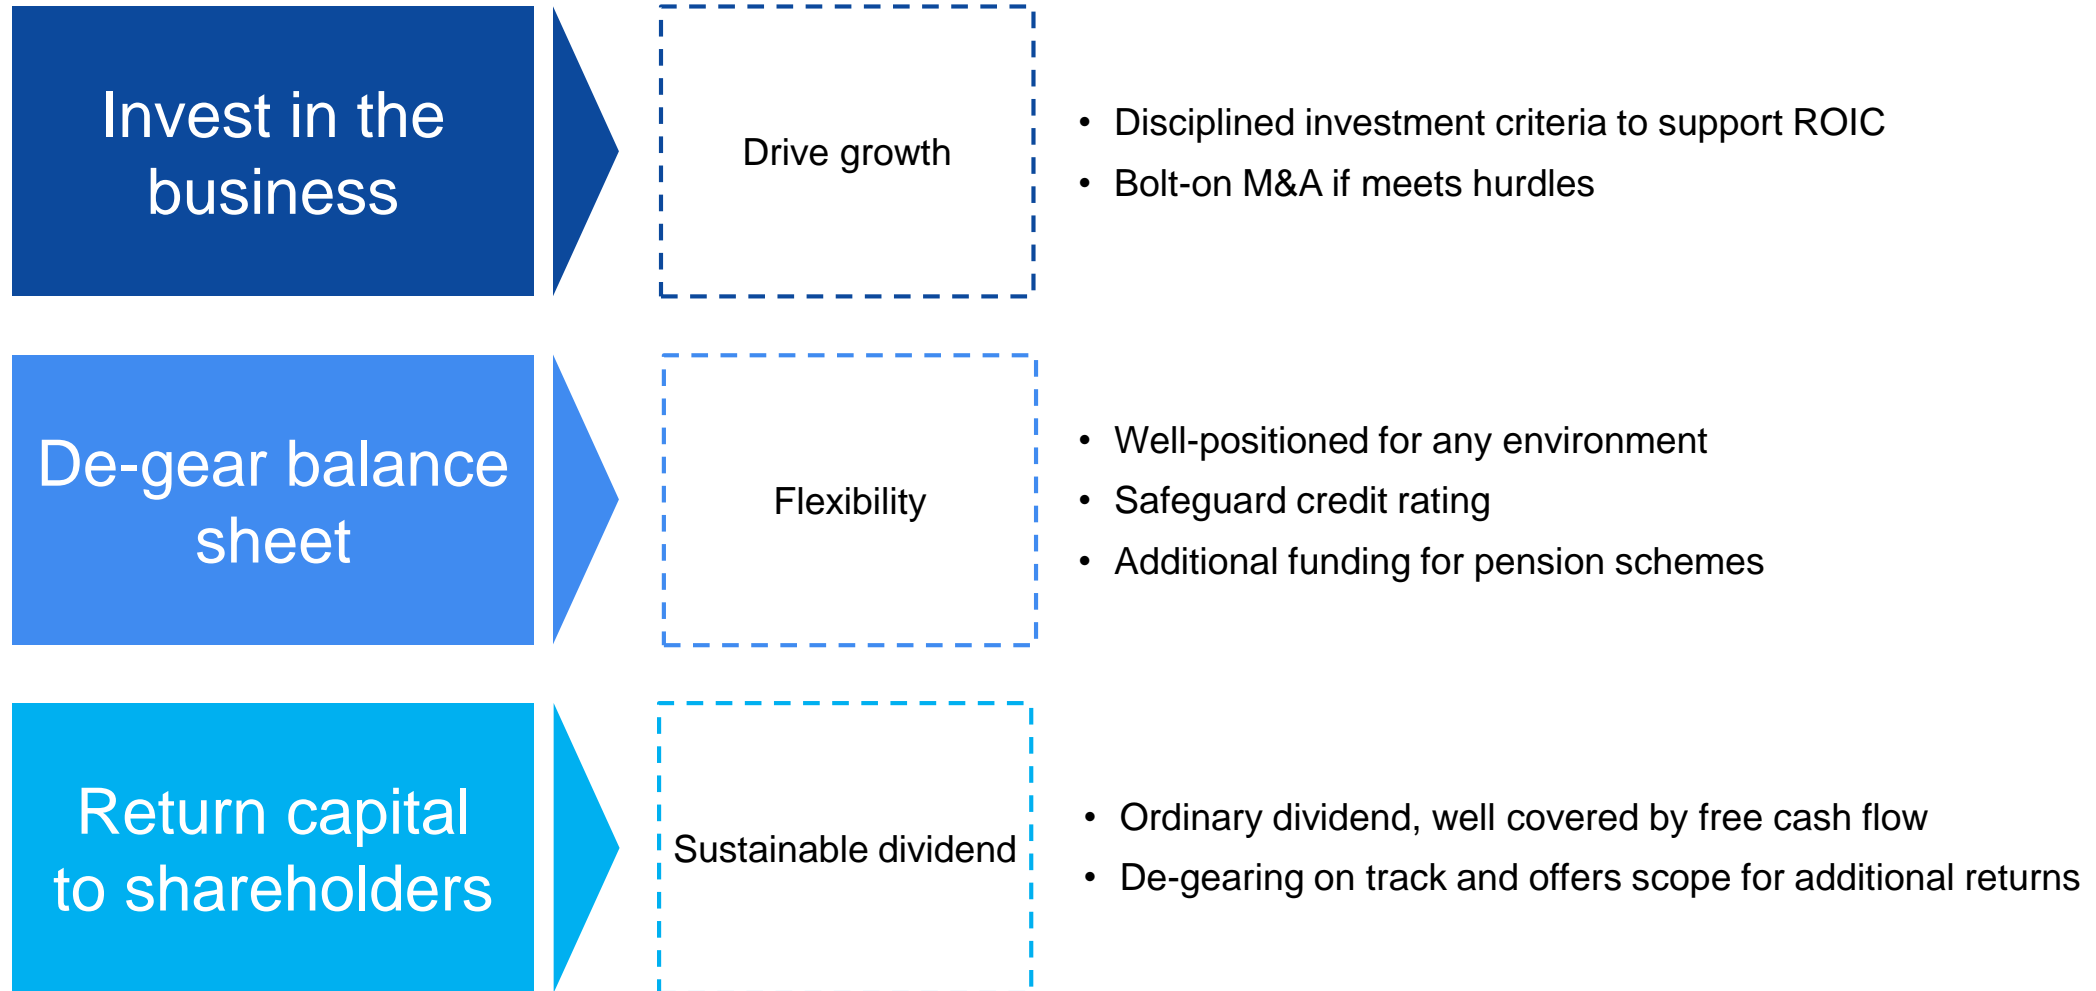 Invest in the
business
Drive growth
• Disciplined investment criteria to support ROIC
• Bolt-on M&A if meets hurdles
De-gear balance
sheet
Flexibility
• Well-positioned for any environment
• Safeguard credit rating
• Additional funding for pension schemes
Return capital
to shareholders
Sustainable dividend
• Ordinary dividend, well covered by free cash flow
• De-gearing on track and offers scope for additional returns